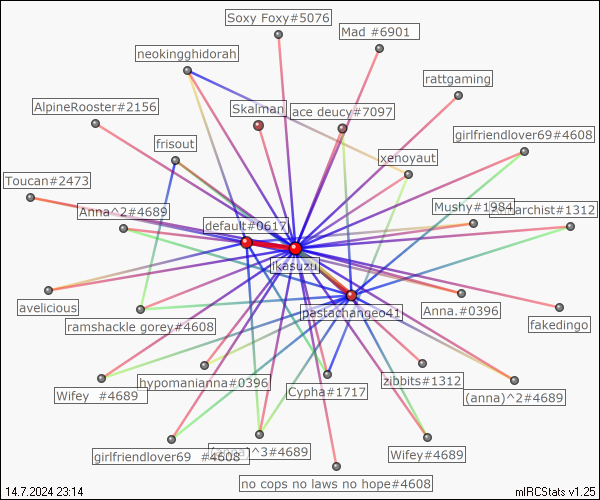 Soxy Foxy#5076
Mad #6901
neokingghidorah
rattgaming
AlpineRooster#2156
Skalman
ace deucy#7097
girlfriendlover69#4608
frisout
xenoyaut
Toucan#2473
Anna^2#4689
Mushy#1984
archist#1312
default#0617
ikasuzu
avelicious
ramshackle gorey#4608
pastachangeo41
Anna.#0396
fakedingo
Wifey #4689
hypomanianna#0396
Cypha#1717
zibbits#1312
(anna)^2#4689
girlfriendlover69 #4608
(anna)^3#4689
Wifey#4689
no cops no laws no hope#4608
14.7.2024 23:14
mIRCStats v1.25